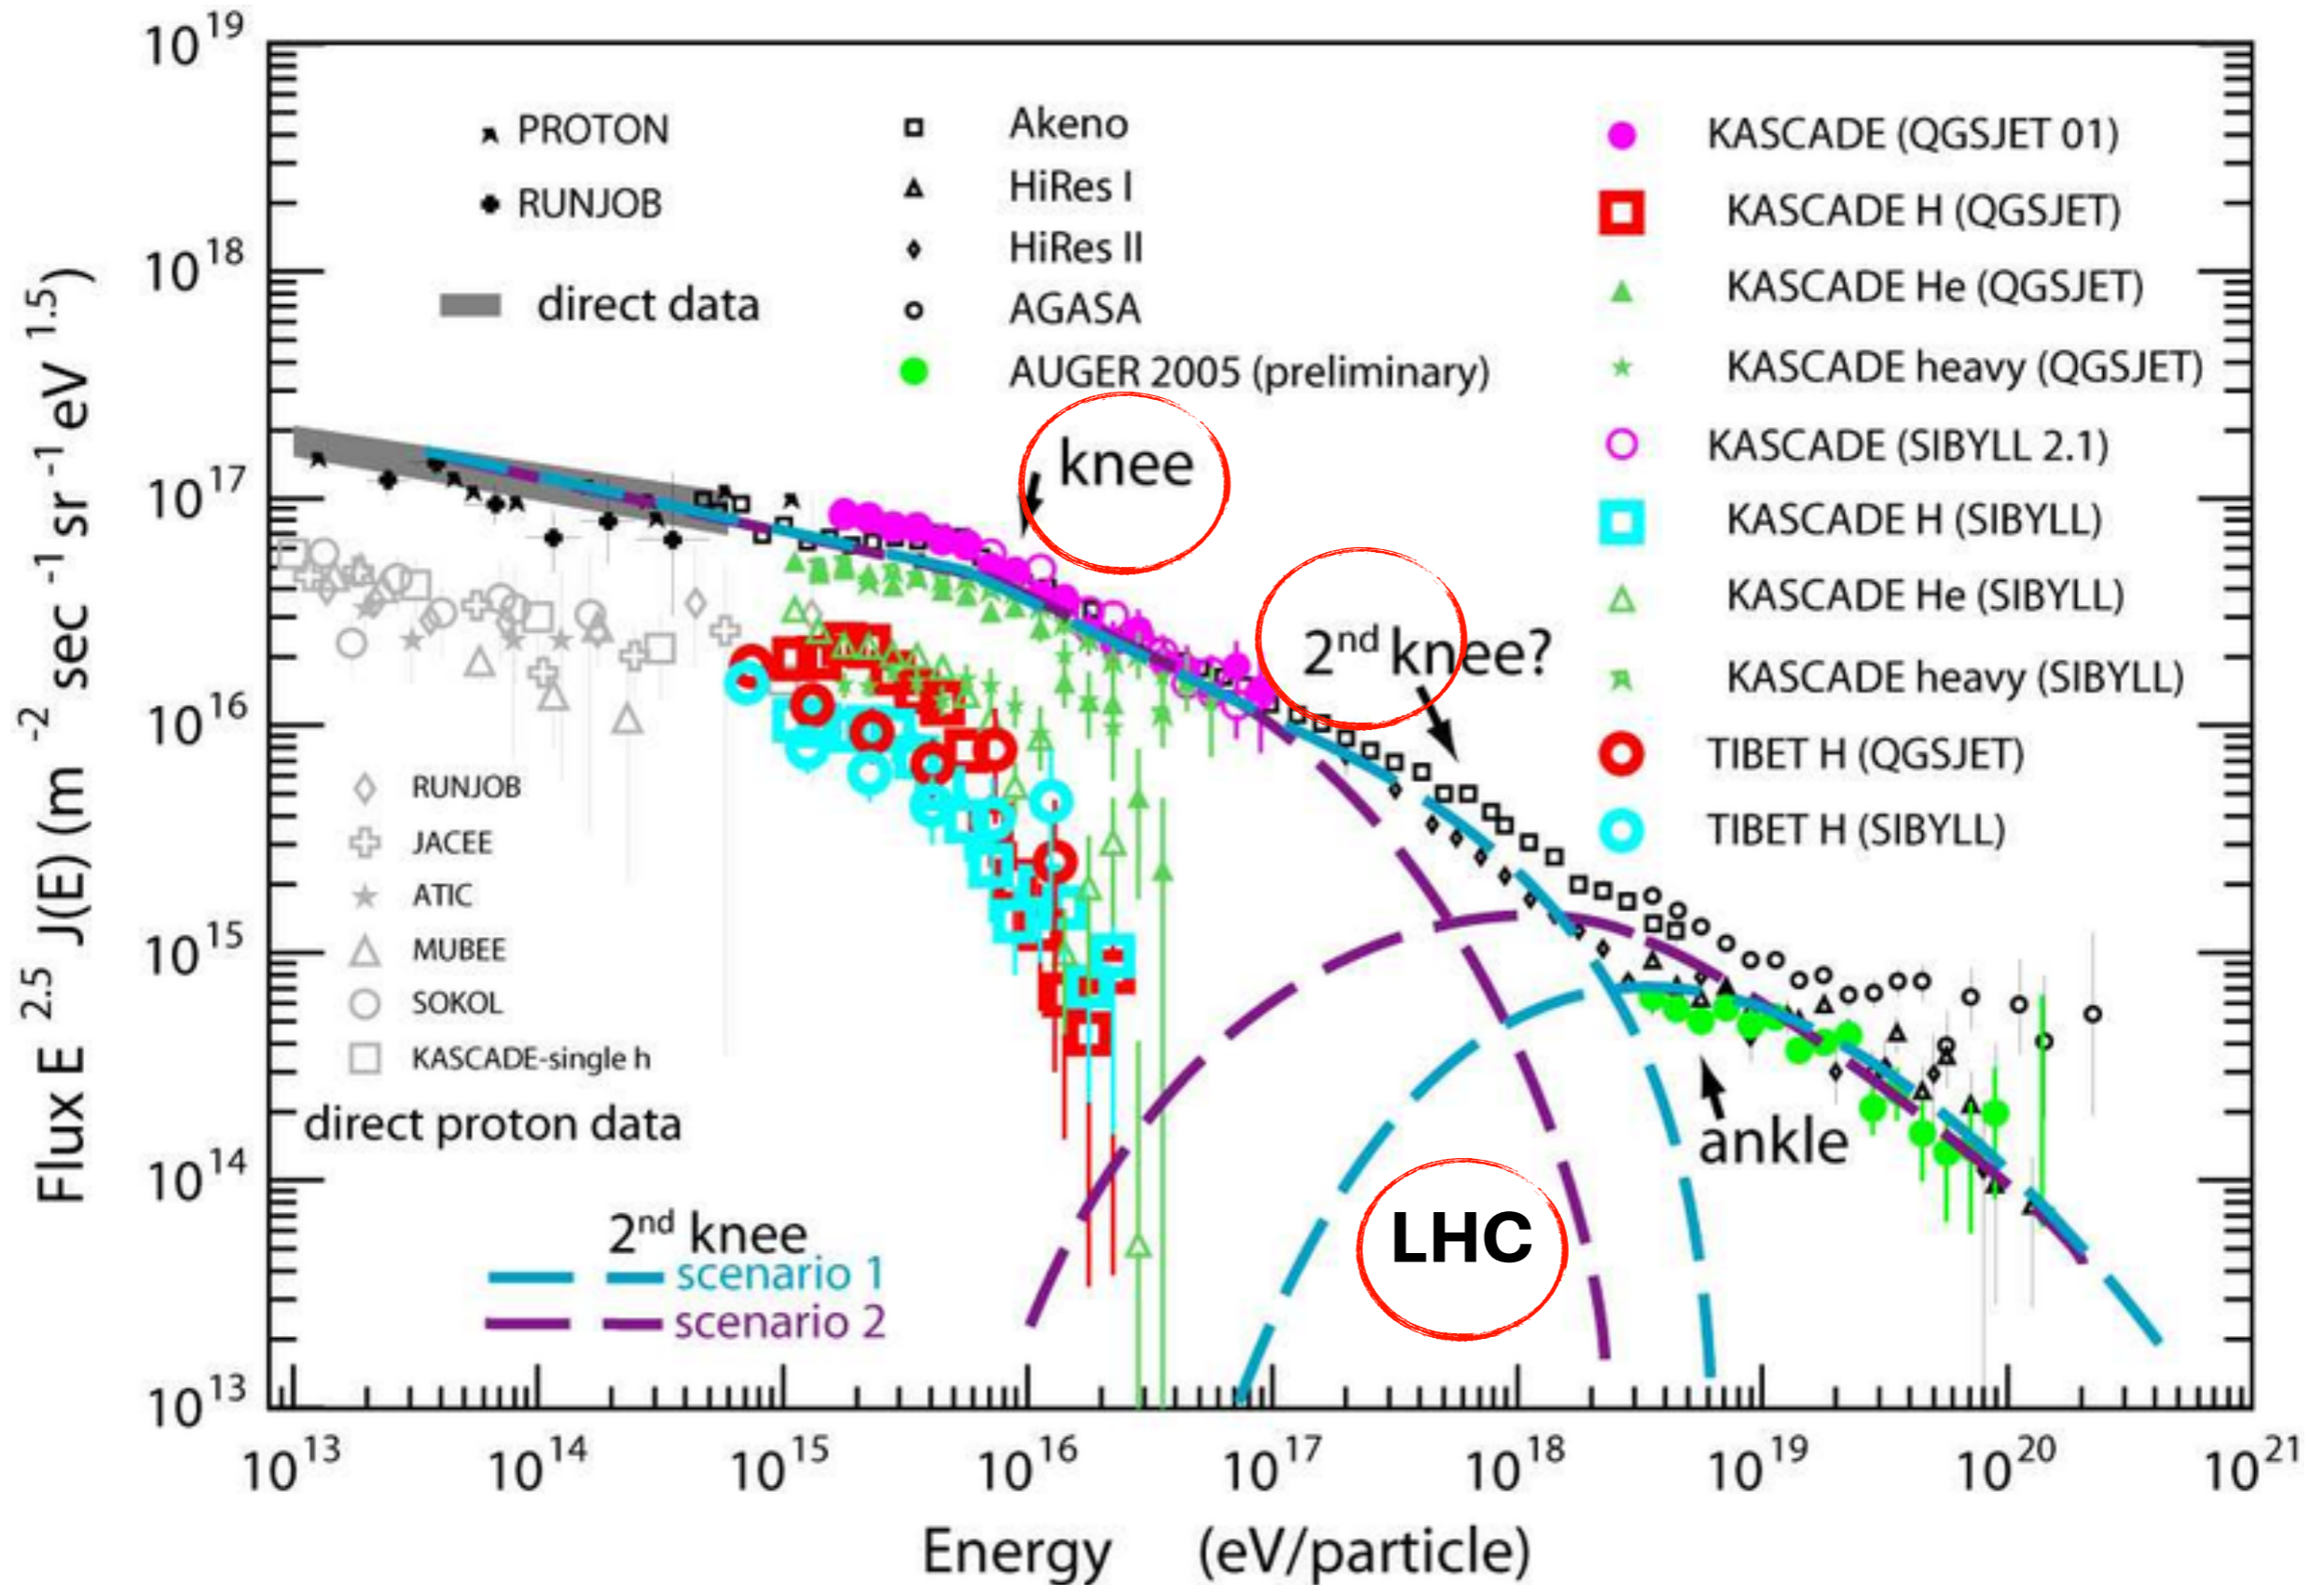 10^19
10^18
10^17
10^16
10^15
10^14
10^13
Flux E^2.5 J(E) (m^-2 sec^-1 sr^-1 eV^1.5)
PROTON
RUNJOB
direct data
Akeno
HiRes I
HiRes II
AGASA
AUGER 2005 (preliminary)
KASCADE (QGSJET 01)
KASCADE H (QGSJET)
KASCADE He (QGSJET)
KASCADE heavy (QGSJET)
KASCADE (SIBYLL 2.1)
KASCADE H (SIBYLL)
KASCADE He (SIBYLL)
KASCADE heavy (SIBYLL)
TIBET H (QGSJET)
TIBET H (SIBYLL)
knee
2nd knee?
ankle
LHC
RUNJOB
JACEE
ATIC
MUBEE
SOKOL
KASCADE-single h
direct proton data
2nd knee
scenario 1
scenario 2
10^13 10^14 10^15 10^16 10^17 10^18 10^19 10^20 10^21
Energy (eV/particle)